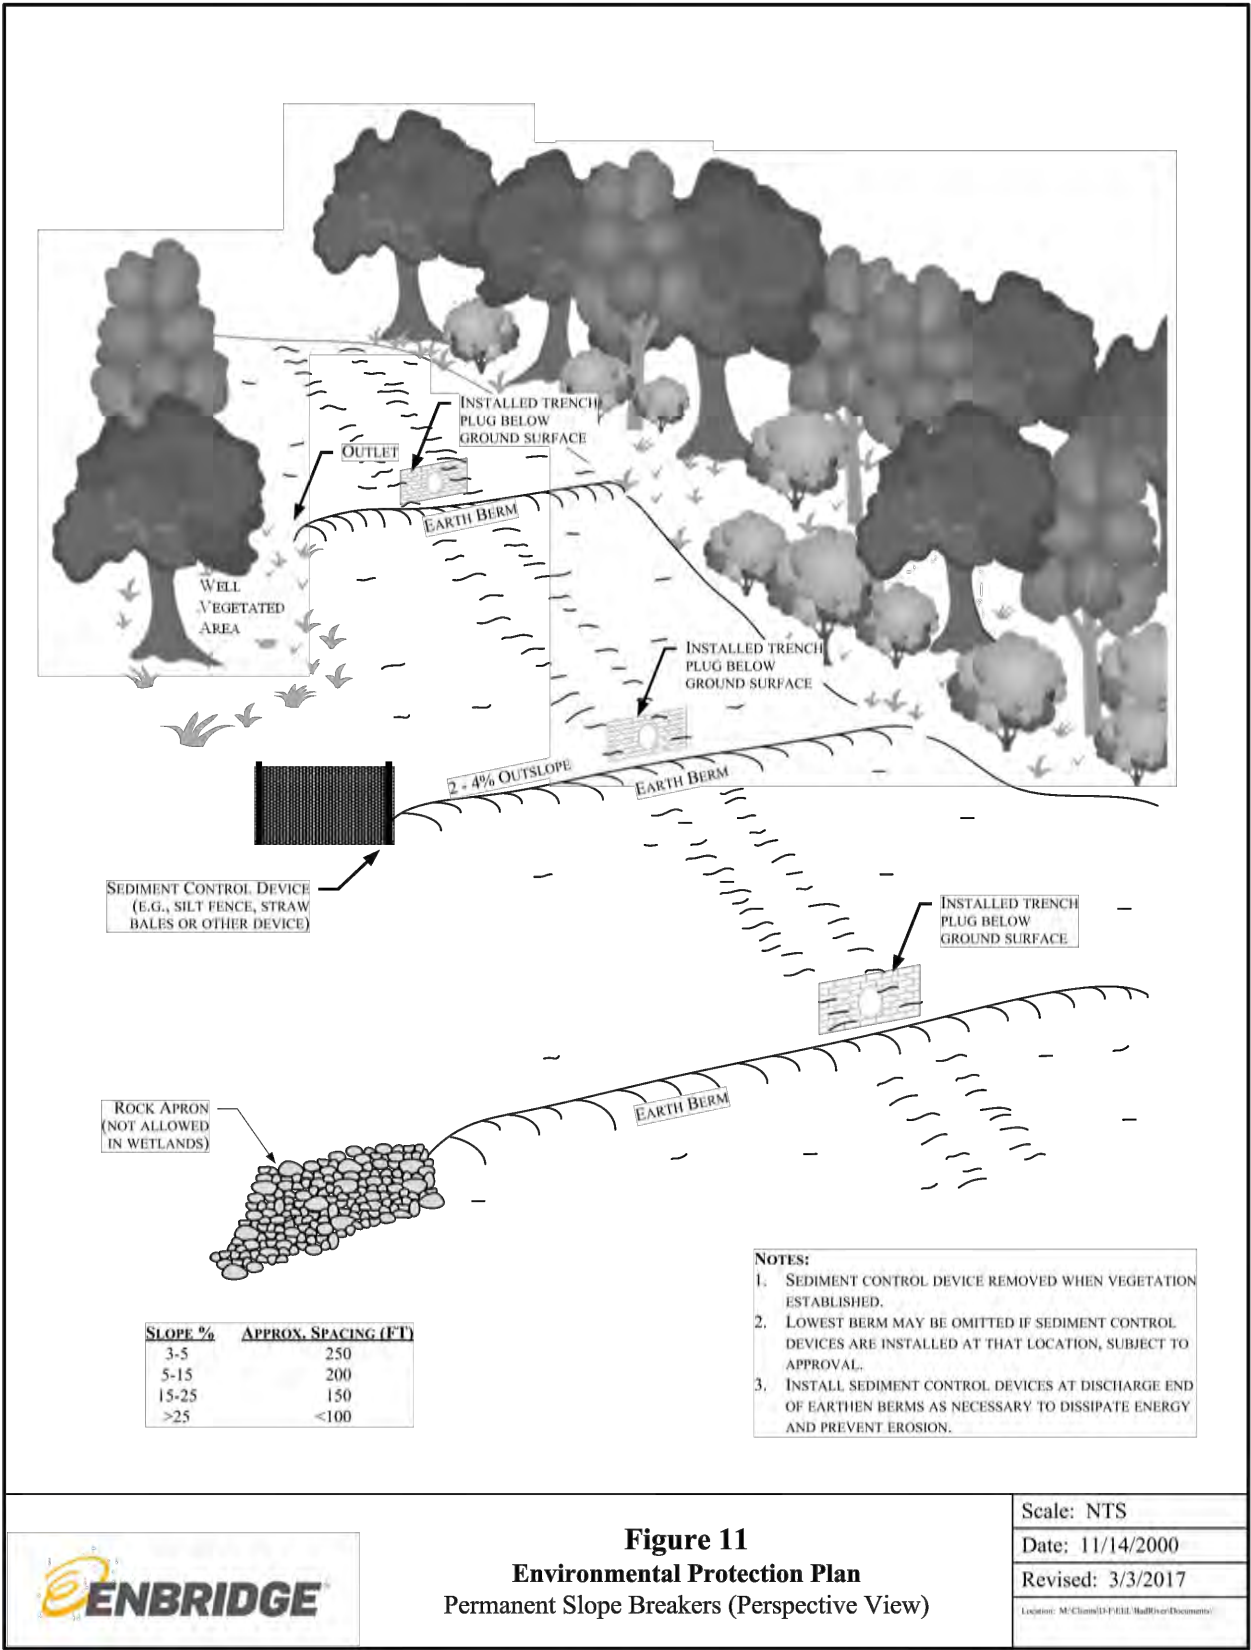 INSTALLED TRENCH
PLUG BELOW
GROUND SURFACE
OUTLET
EARTH BERM
WELL
VEGETATED
AREA
INSTALLED TRENCH
PLUG BELOW
GROUND SURFACE
2 - 4% OUTSLOPE
EARTH BERM
SEDIMENT CONTROL DEVICE
(E.G., SILT FENCE, STRAW
BALES OR OTHER DEVICE)
INSTALLED TRENCH
PLUG BELOW
GROUND SURFACE
EARTH BERM
ROCK APRON
(NOT ALLOWED
IN WETLANDS)
NOTES:
1. SEDIMENT CONTROL DEVICE REMOVED WHEN VEGETATION
ESTABLISHED.
2. LOWEST BERM MAY BE OMITTED IF SEDIMENT CONTROL
DEVICES ARE INSTALLED AT THAT LOCATION, SUBJECT TO
APPROVAL.
3. INSTALL SEDIMENT CONTROL DEVICES AT DISCHARGE END
OF EARTHEN BERMS AS NECESSARY TO DISSIPATE ENERGY
AND PREVENT EROSION.
SLOPE % APPROX. SPACING (FT)
3-5 250
5-15 200
15-25 150
>25 <100
ENBRIDGE
Figure 11
Environmental Protection Plan
Permanent Slope Breakers (Perspective View)
Scale: NTS
Date: 11/14/2000
Revised: 3/3/2017
Location: